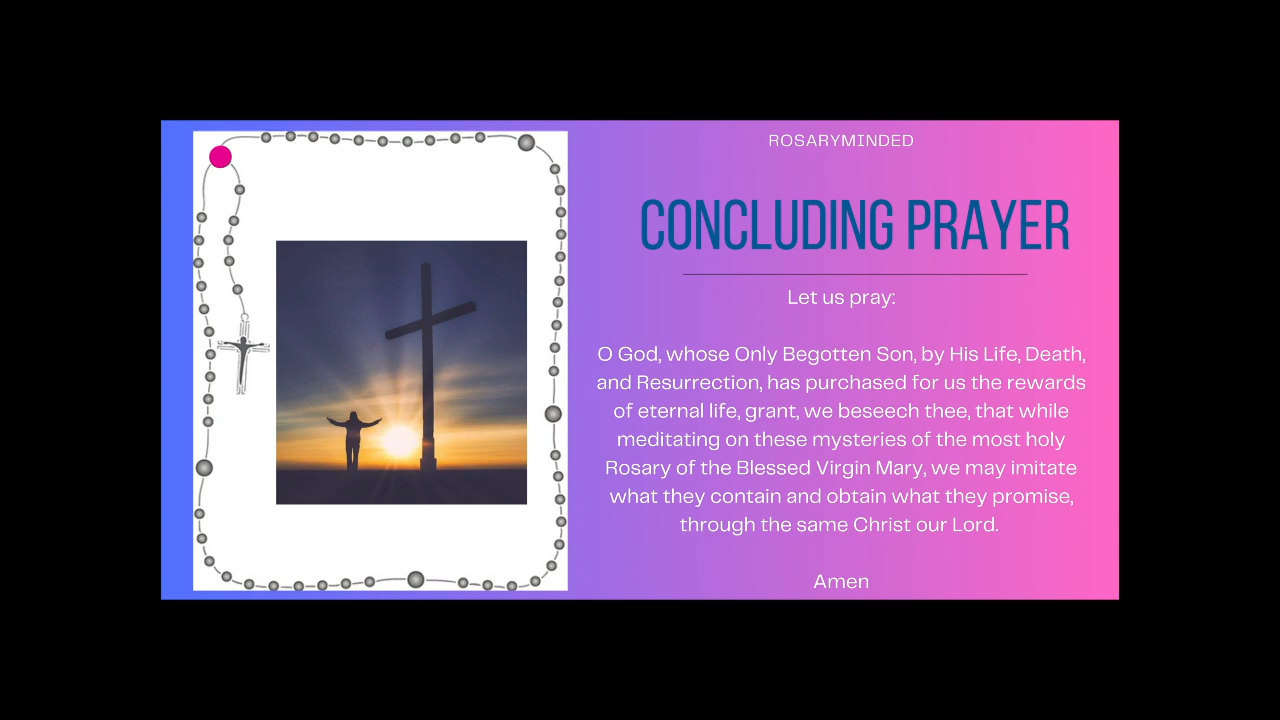 ROSARYMINDED
CONCLUDING PRAYER
Let us pray:
O God, whose Only Begotten Son, by His Life, Death,
and Resurrection, has purchased for us the rewards
of eternal life, grant, we beseech thee, that while
meditating on these mysteries of the most holy
Rosary of the Blessed Virgin Mary, we may imitate
what they contain and obtain what they promise,
through the same Christ our Lord.
Amen